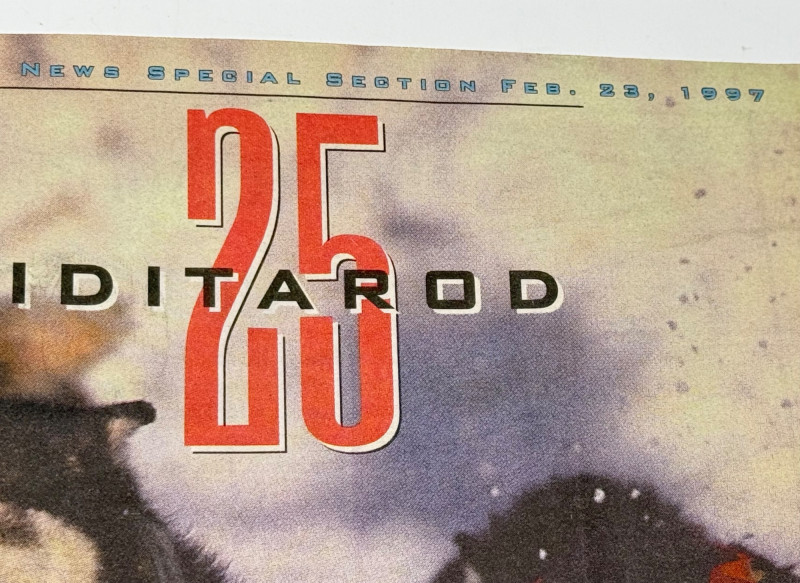 News Special Section Feb. 23, 1997
25
IDITAROD